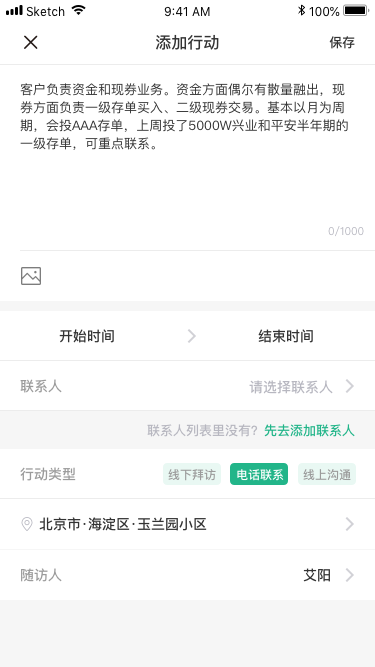 Sketch 9:41 AM 100%
添加行动 保存
客户负责资金和现券业务。资金方面偶尔有散量融出，现
券方面负责一级存单买入、二级现券交易。基本以月为周
期，会投AAA存单，上周投了5000W兴业和平安半年期的
一级存单，可重点联系。
0/1000
开始时间 结束时间
联系人 请选择联系人
联系人列表里没有? 先去添加联系人
行动类型 线下拜访 电话联系 线上沟通
北京市·海淀区·玉兰园小区
随访人 艾阳